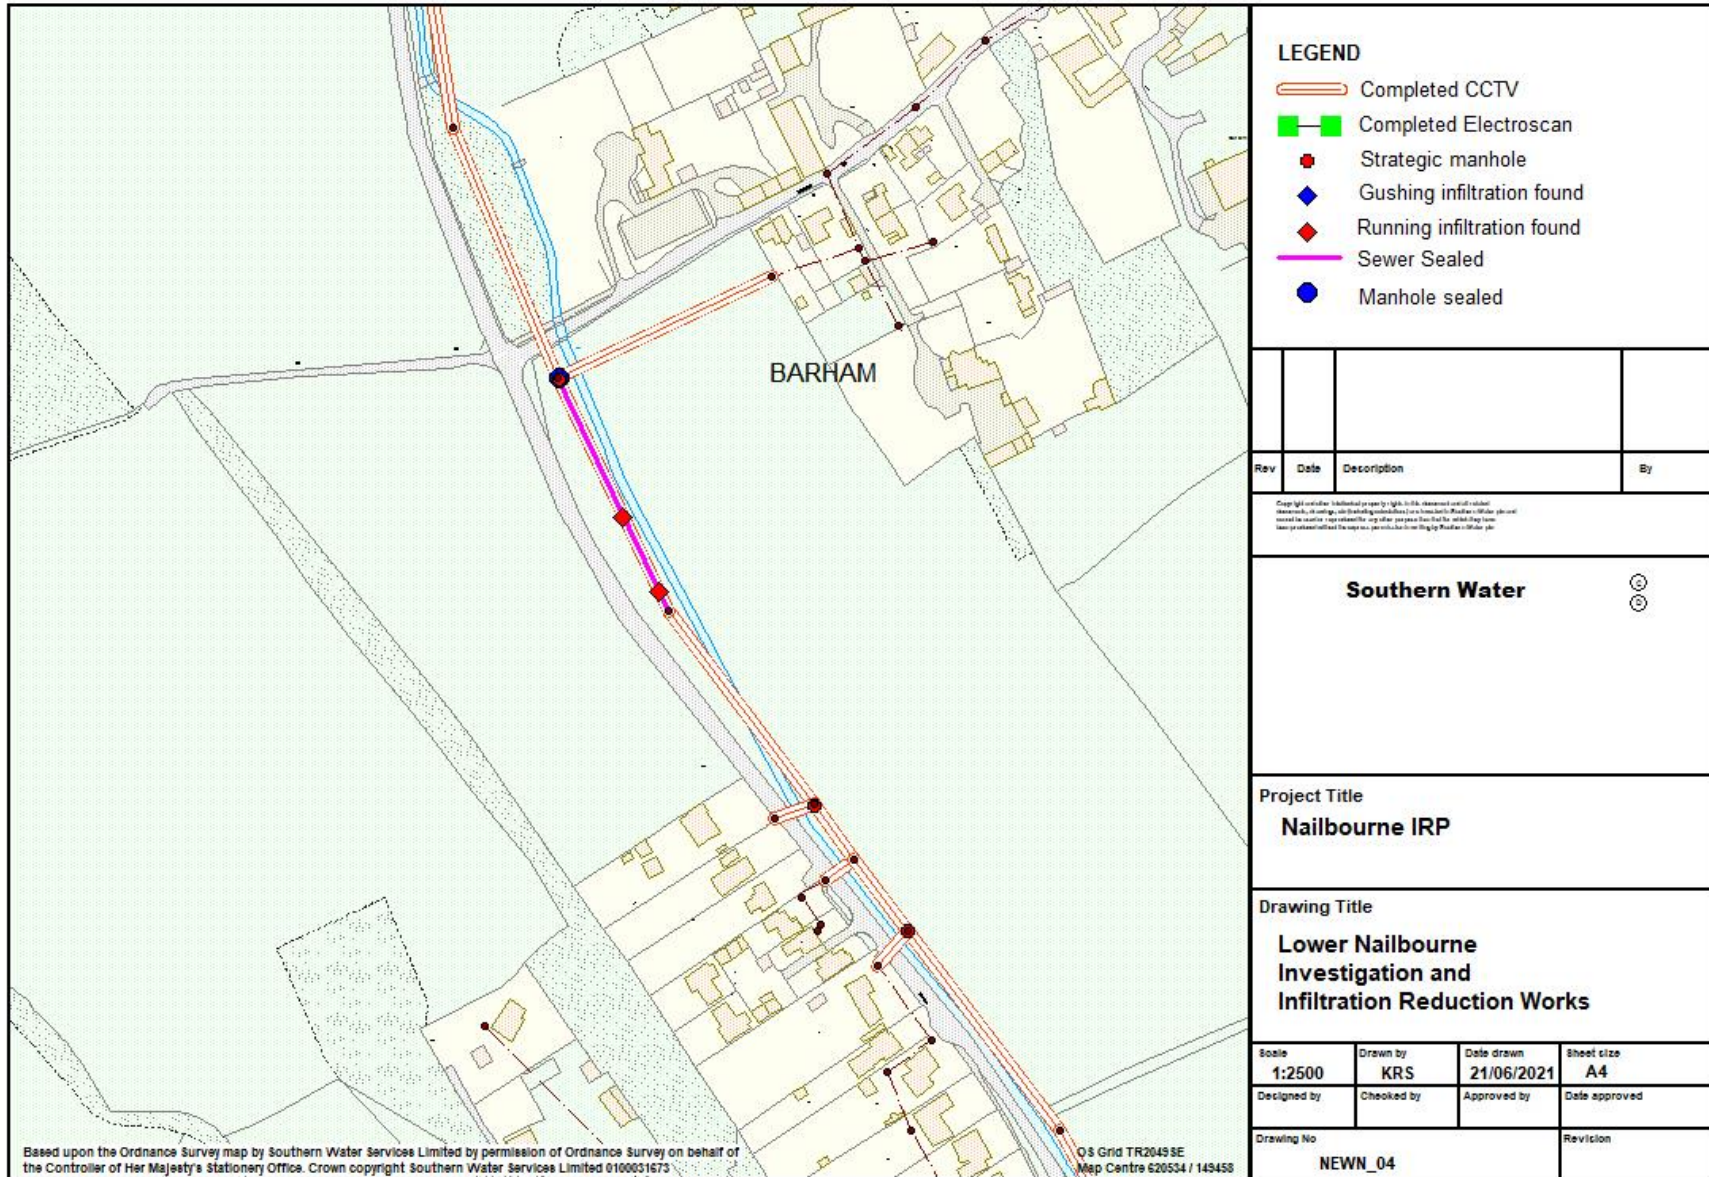 BARHAM
Based upon the Ordnance Survey map by Southern Water Services Limited by permission of Ordnance Survey on behalf of
the Controller of Her Majesty's Stationery Office. Crown copyright Southern Water Services Limited 0100031673
OS Grid TR2049SE
Map Centre 620534 / 149458
LEGEND
Completed CCTV
Completed Electroscan
Strategic manhole
Gushing infiltration found
Running infiltration found
Sewer Sealed
Manhole sealed
Rev Date Description By
Southern Water
Project Title
Nailbourne IRP
Drawing Title
Lower Nailbourne
Investigation and
Infiltration Reduction Works
Scale Drawn by Date drawn Sheet size
1:2500 KRS 21/06/2021 A4
Designed by Checked by Approved by Date approved
Drawing No Revision
NEWN_04